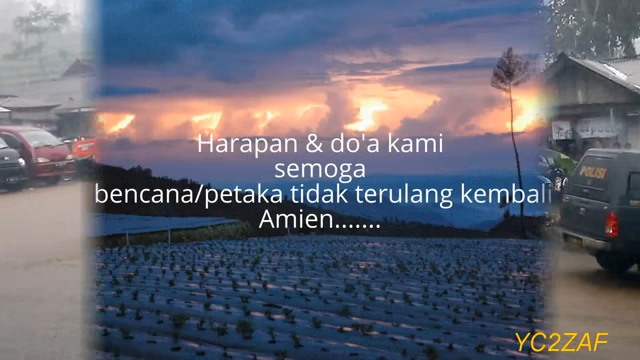 Harapan & do'a kami
semoga
bencana/petaka tidak terulang kembali
Amien.......
POLISI
YC2ZAF